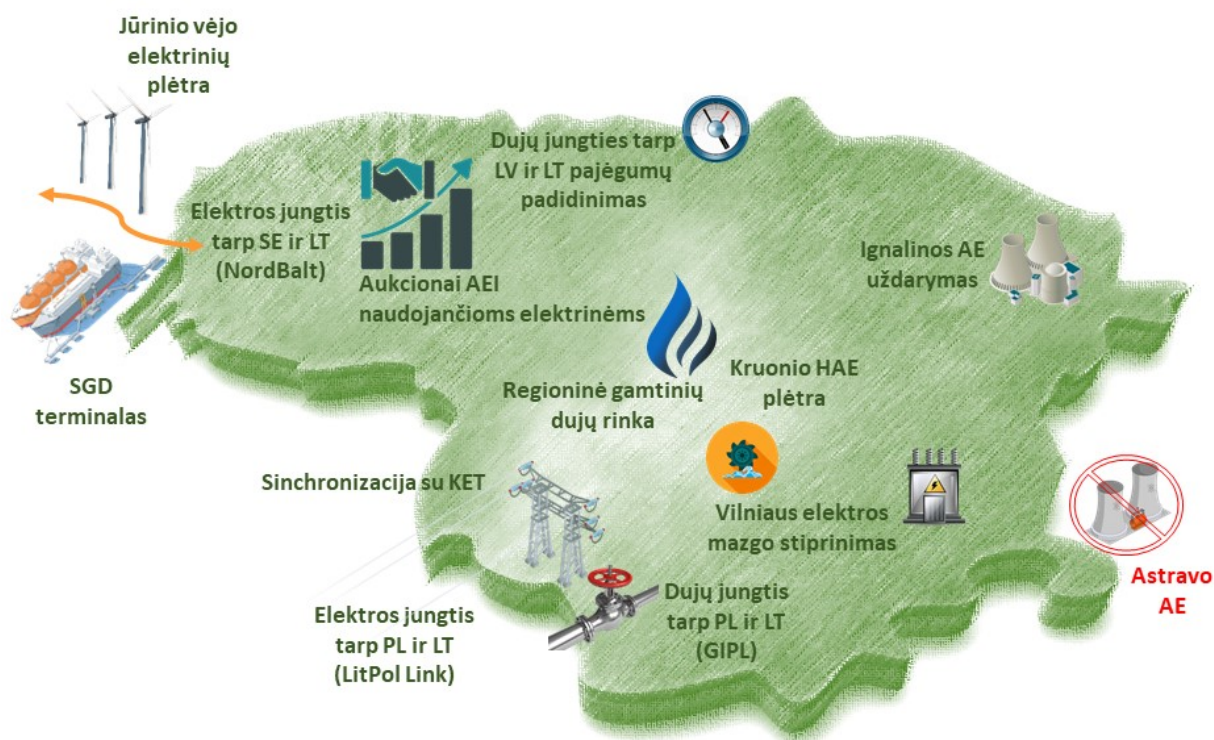 Jūrinio vėjo
elektrinių
plėtra
Dujų jungties tarp
LV ir LT pajėgumų
padidinimas
Elektros jungtis
tarp SE ir LT
(NordBalt)
Aukcionai AEI
naudojančioms elektrinėms
Ignalinos AE
uždarymas
SGD
terminalas
Regioninė gamtinių
dujų rinka
Kruonio HAE
plėtra
Sinchronizacija su KET
Vilniaus elektros
mazgo stiprinimas
Elektros jungtis
tarp PL ir LT
(LitPol Link)
Dujų jungtis
tarp PL ir LT
(GIPL)
Astravo
AE